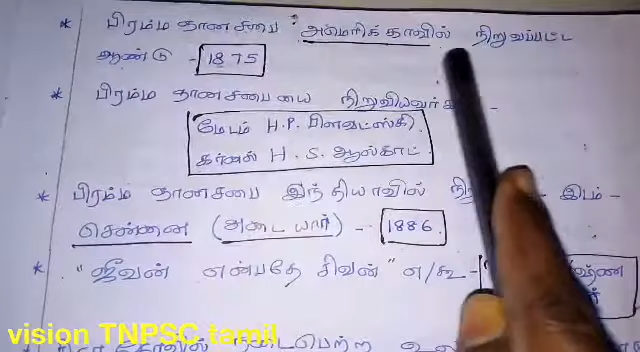 * பிரம்ம ஞானசபை அமெரிக்காவில் நிறுவப்பட்ட
ஆண்டு - 1875
* பிரம்ம ஞானசபையை நிறுவியவர்
மேடம் H.P. பிளவட்ஸ்கி
கர்னல் H.S. ஆல்காட்
* பிரம்ம ஞானசபை இந்தியாவில் - இடம் -
சென்னை (அடையார்) - 1886.
* "ஜீவன் என்பதே சிவன்" எ/கூ -
vision TNPSC tamil